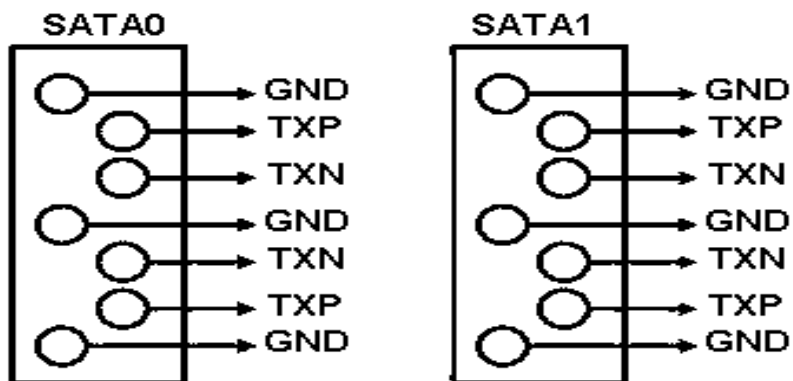 SATA0
GND
TXP
TXN
GND
TXN
TXP
GND
SATA1
GND
TXP
TXN
GND
TXN
TXP
GND